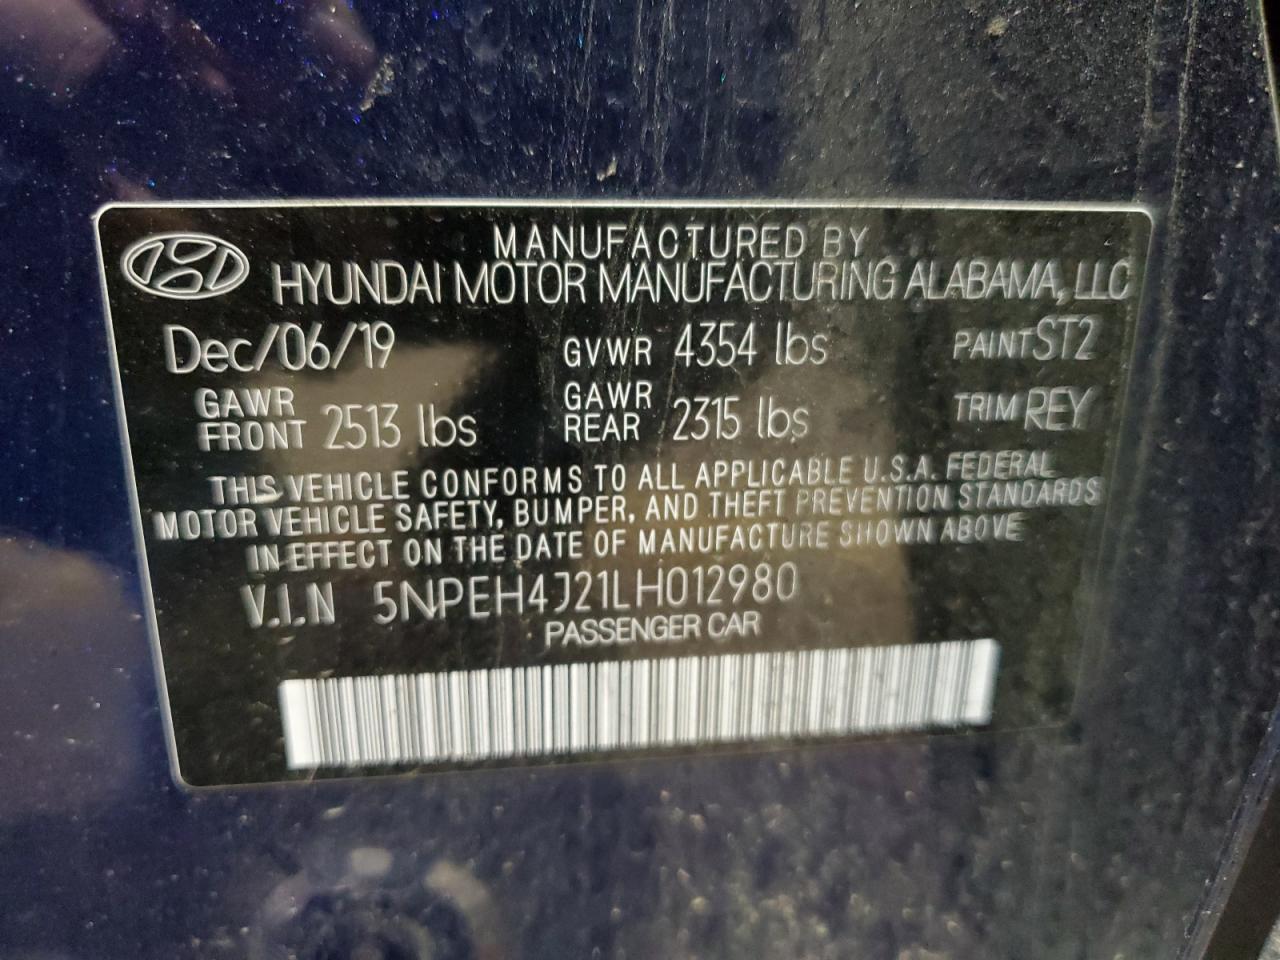 MANUFACTURED BY
HYUNDAI MOTOR MANUFACTURING ALABAMA, LLC
Dec/06/19 GVWR 4354 lbs PAINT ST2
GAWR FRONT 2513 lbs GAWR REAR 2315 lbs TRIM REY
THIS VEHICLE CONFORMS TO ALL APPLICABLE U.S.A. FEDERAL
MOTOR VEHICLE SAFETY, BUMPER, AND THEFT PREVENTION STANDARDS
IN EFFECT ON THE DATE OF MANUFACTURE SHOWN ABOVE
V.I.N 5NPEH4J21LH012980
PASSENGER CAR